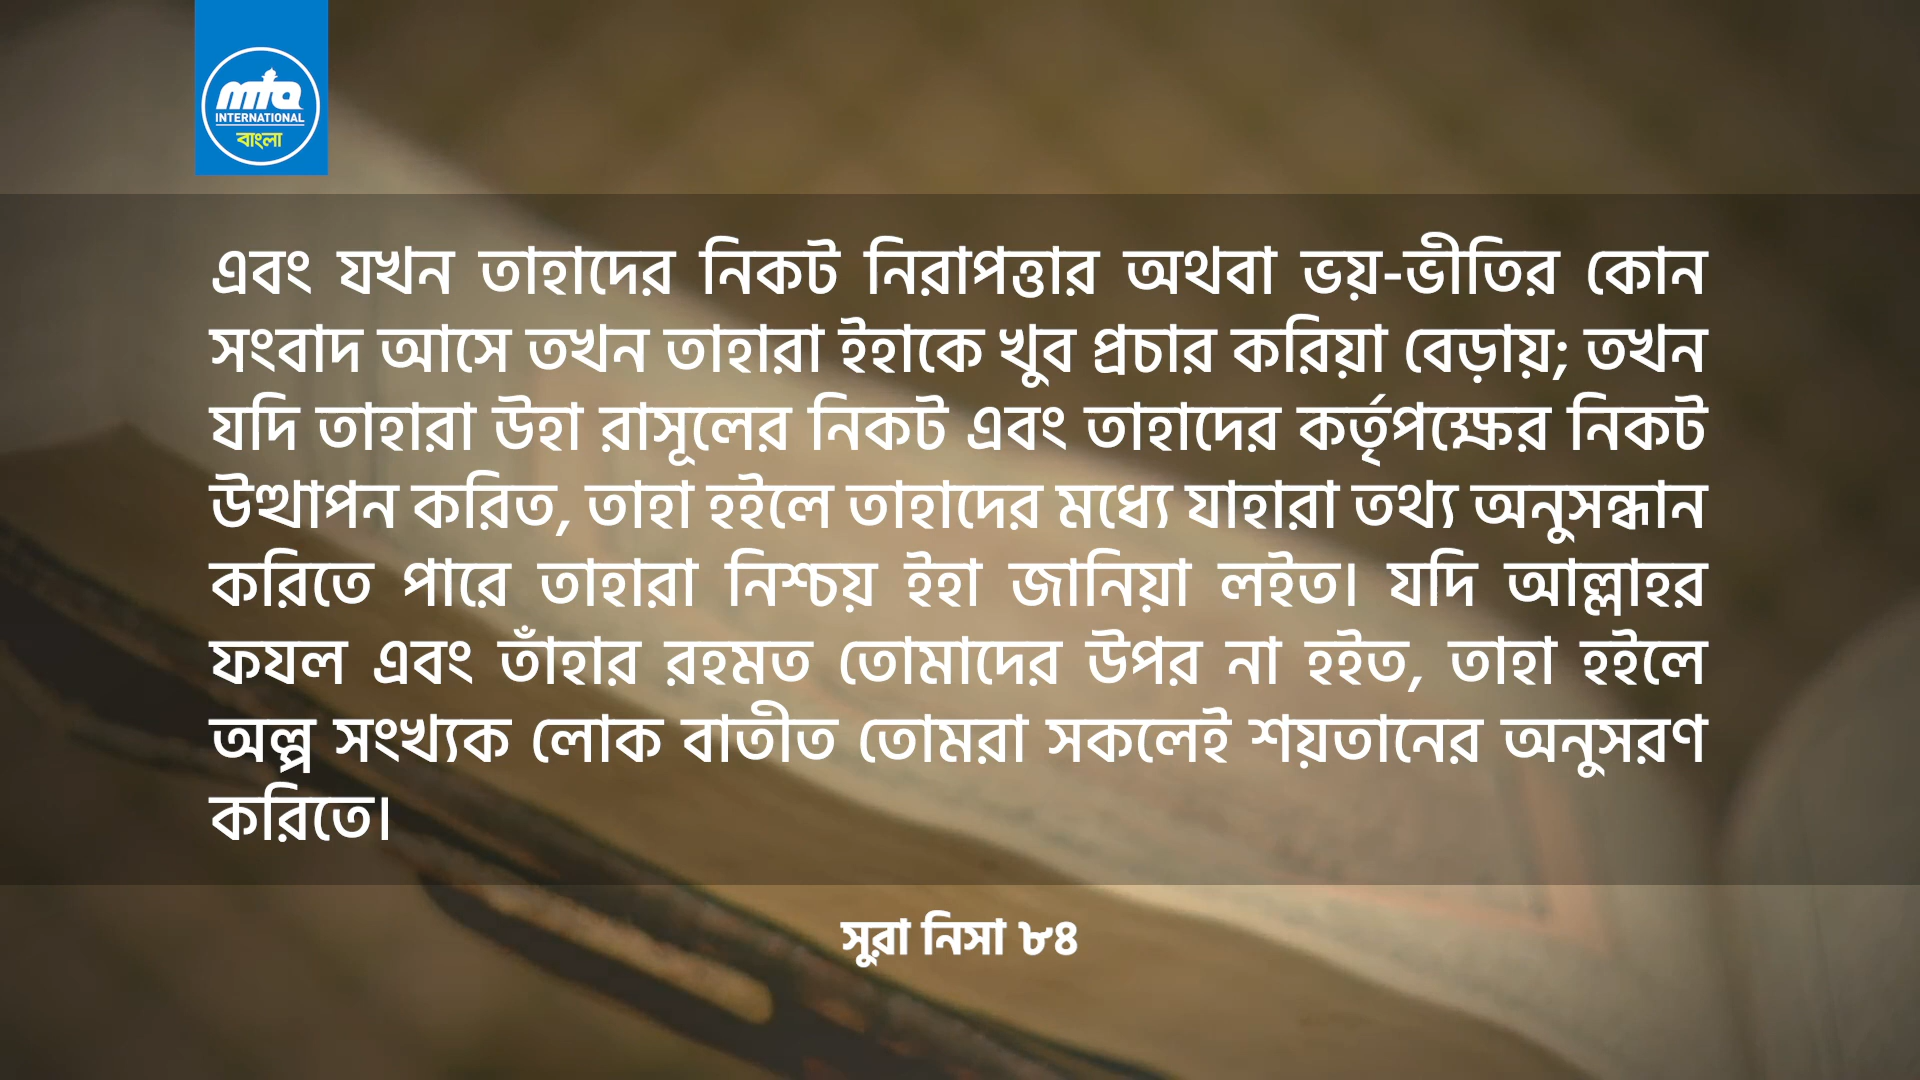 mta
INTERNATIONAL
বাংলা
এবং যখন তাহাদের নিকট নিরাপত্তার অথবা ভয়-ভীতির কোন
সংবাদ আসে তখন তাহারা ইহাকে খুব প্রচার করিয়া বেড়ায়; তখন
যদি তাহারা উহা রাসূলের নিকট এবং তাহাদের কর্তৃপক্ষের নিকট
উত্থাপন করিত, তাহা হইলে তাহাদের মধ্যে যাহারা তথ্য অনুসন্ধান
করিতে পারে তাহারা নিশ্চয় ইহা জানিয়া লইত। যদি আল্লাহর
ফযল এবং তাঁহার রহমত তোমাদের উপর না হইত, তাহা হইলে
অল্প সংখ্যক লোক বাতীত তোমরা সকলেই শয়তানের অনুসরণ
করিতে।
সুরা নিসা ৮৪